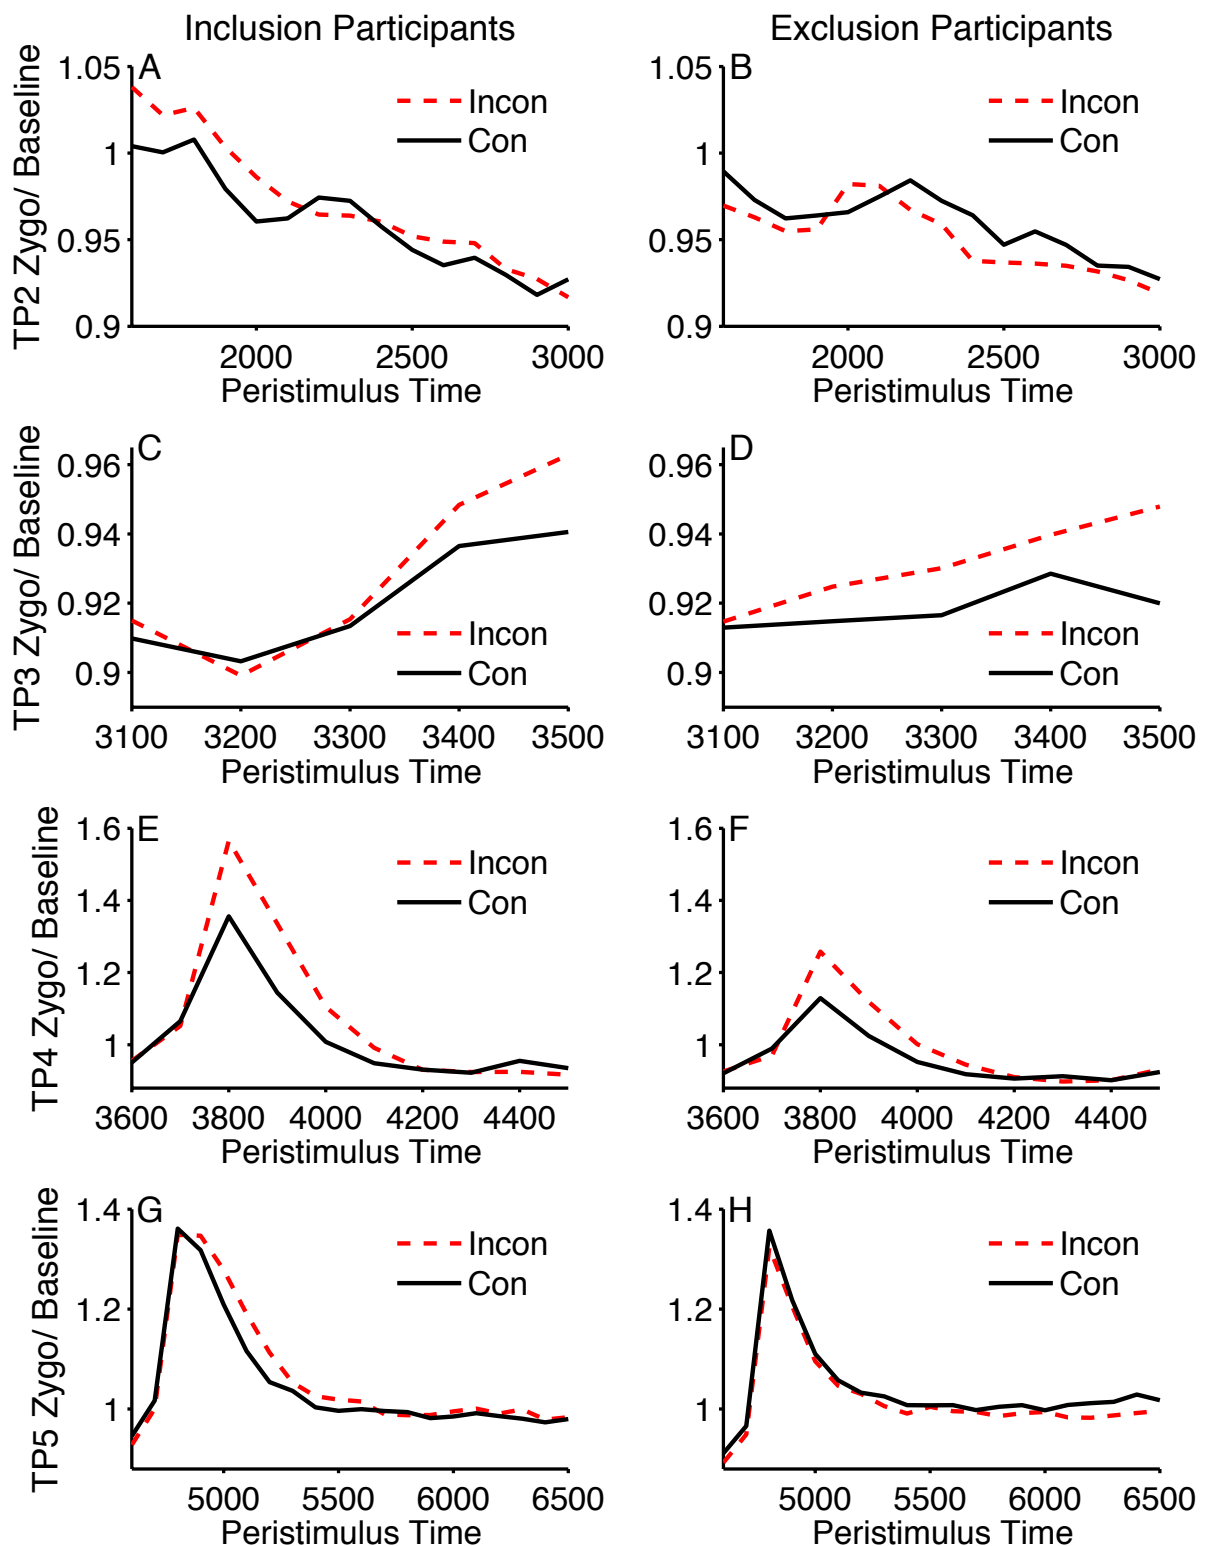 Inclusion Participants
Exclusion Participants
TP2 Zygo/ Baseline
A
1.05
1
0.95
0.9
Incon
Con
2000 2500 3000
Peristimulus Time
B
1.05
1
0.95
0.9
Incon
Con
2000 2500 3000
Peristimulus Time
TP3 Zygo/ Baseline
C
0.96
0.94
0.92
0.9
Incon
Con
3100 3200 3300 3400 3500
Peristimulus Time
D
0.96
0.94
0.92
0.9
Incon
Con
3100 3200 3300 3400 3500
Peristimulus Time
TP4 Zygo/ Baseline
E
1.6
1.4
1.2
1
Incon
Con
3600 3800 4000 4200 4400
Peristimulus Time
F
1.6
1.4
1.2
1
Incon
Con
3600 3800 4000 4200 4400
Peristimulus Time
TP5 Zygo/ Baseline
G
1.4
1.2
1
Incon
Con
5000 5500 6000 6500
Peristimulus Time
H
1.4
1.2
1
Incon
Con
5000 5500 6000 6500
Peristimulus Time